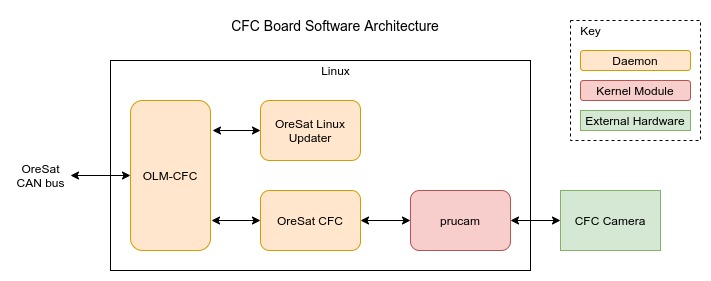 CFC Board Software Architecture
Key
Daemon
Kernel Module
External Hardware
Linux
OreSat Linux
Updater
OLM-CFC
OreSat
CAN bus
OreSat CFC
prucam
CFC Camera